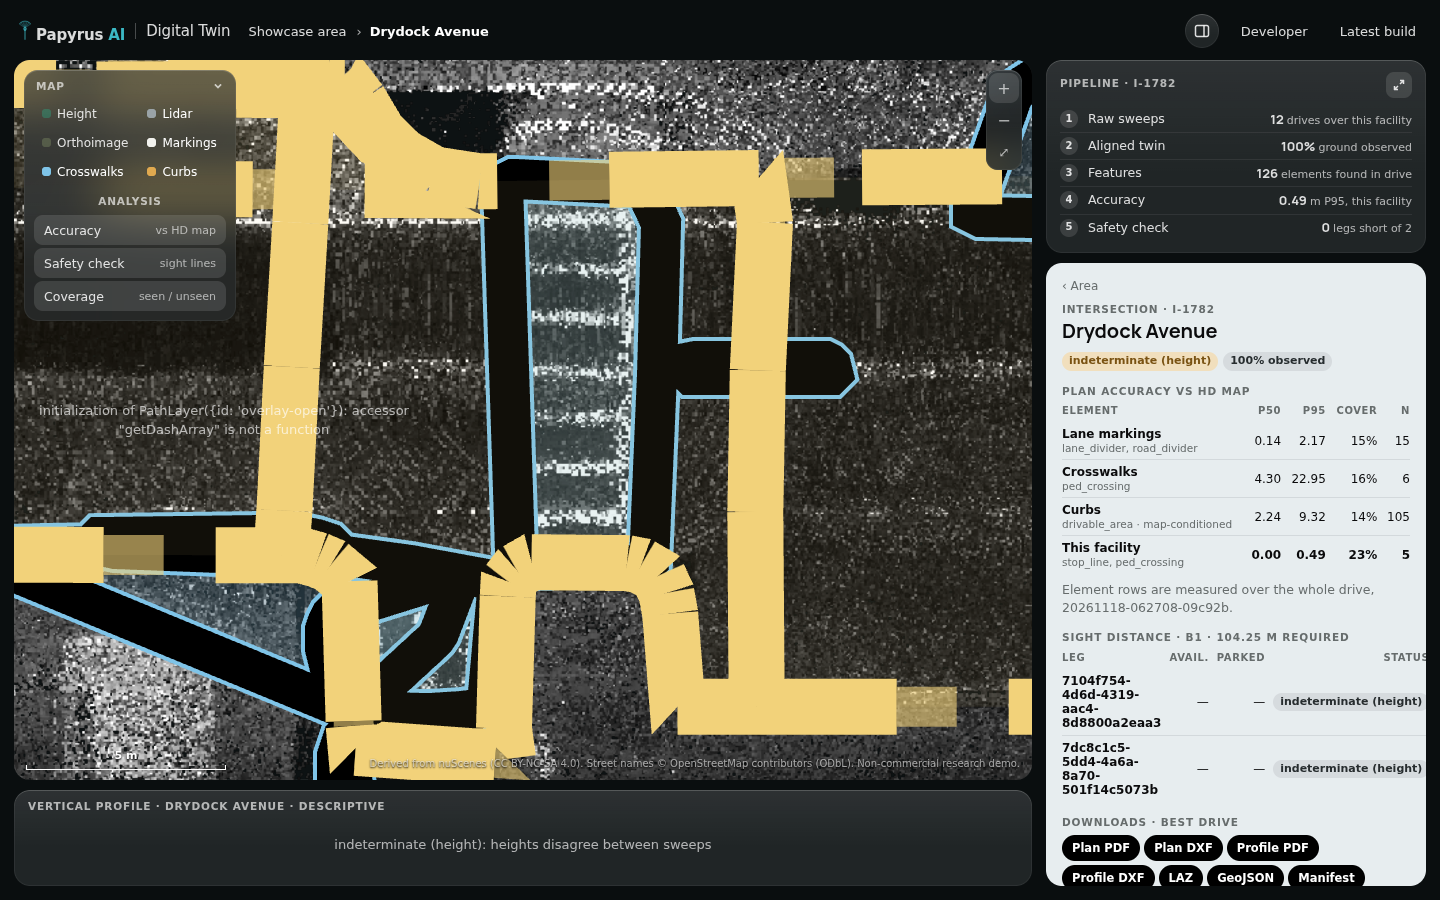 Papyrus AI
Digital Twin
Showcase area › Drydock Avenue
Developer
Latest build
MAP
Height
Lidar
Orthoimage
Markings
Crosswalks
Curbs
ANALYSIS
Accuracy vs HD map
Safety check sight lines
Coverage seen / unseen
+
−
initialization of PathLayer({id: 'overlay-open'}): accessor
"getDashArray" is not a function
5 m
Derived from nuScenes (CC BY-NC-SA 4.0). Street names © OpenStreetMap contributors (ODbL). Non-commercial research demo.
VERTICAL PROFILE · DRYDOCK AVENUE · DESCRIPTIVE
indeterminate (height): heights disagree between sweeps
PIPELINE · I-1782
1 Raw sweeps 12 drives over this facility
2 Aligned twin 100% ground observed
3 Features 126 elements found in drive
4 Accuracy 0.49 m P95, this facility
5 Safety check 0 legs short of 2
‹ Area
INTERSECTION · I-1782
Drydock Avenue
indeterminate (height) 100% observed
PLAN ACCURACY VS HD MAP
ELEMENT P50 P95 COVER N
Lane markings 0.14 2.17 15% 15
lane_divider, road_divider
Crosswalks 4.30 22.95 16% 6
ped_crossing
Curbs 2.24 9.32 14% 105
drivable_area · map-conditioned
This facility 0.00 0.49 23% 5
stop_line, ped_crossing
Element rows are measured over the whole drive,
20261118-062708-09c92b.
SIGHT DISTANCE · B1 · 104.25 M REQUIRED
LEG AVAIL. PARKED STATUS
7104f754-
4d6d-4319-
aac4-
8d8800a2eaa3
— — indeterminate (height)
7dc8c1c5-
5dd4-4a6a-
8a70-
501f14c5073b
— — indeterminate (height)
DOWNLOADS · BEST DRIVE
Plan PDF Plan DXF Profile PDF
Profile DXF LAZ GeoJSON Manifest